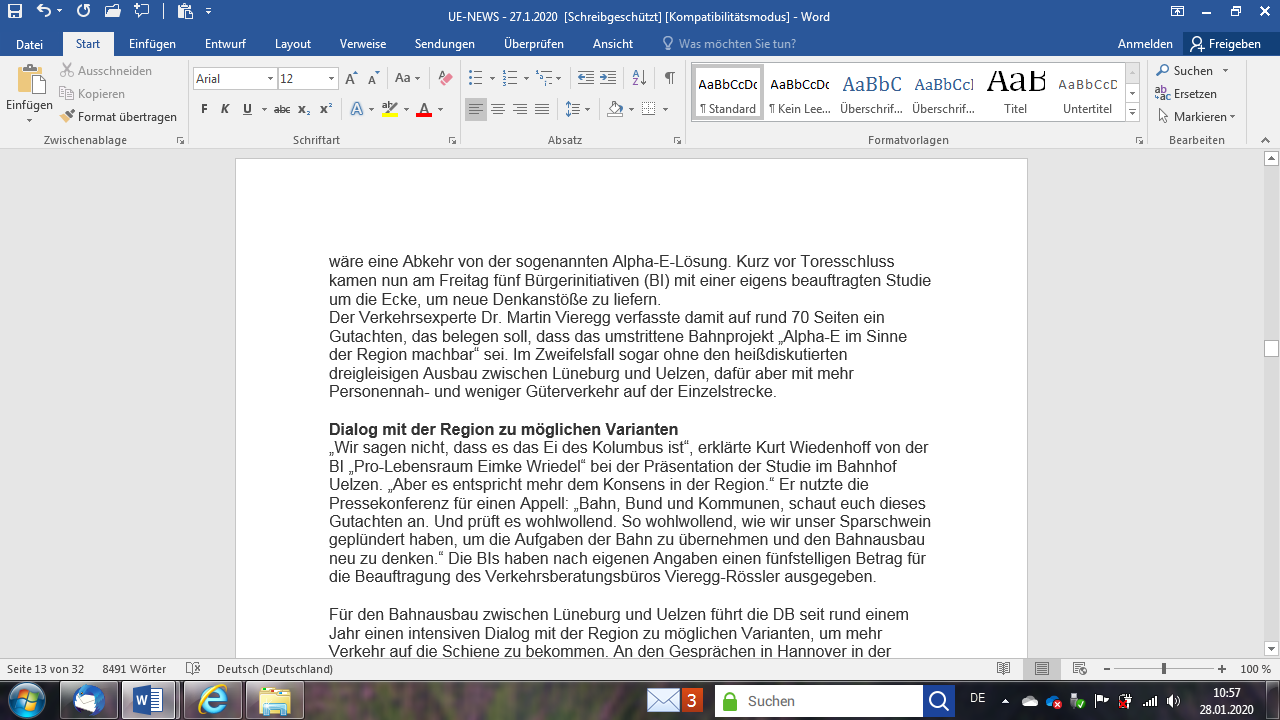 UE-NEWS - 27.1.2020 [Schreibgeschützt] [Kompatibilitätsmodus] - Word
Datei Start Einfügen Entwurf Layout Verweise Sendungen Überprüfen Ansicht Was möchten Sie tun? Anmelden Freigeben
Einfügen
Ausschneiden
Kopieren
Format übertragen
Zwischenablage
Arial 12
F K U abc x₂ x²
Schriftart
Absatz
AaBbCcDc AaBbCcDc AaBbC AaBbCcI AaB AaBbCcD
¶ Standard ¶ Kein Lee... Überschrif... Überschrif... Titel Untertitel
Formatvorlagen
Suchen
Ersetzen
Markieren
Bearbeiten
wäre eine Abkehr von der sogenannten Alpha-E-Lösung. Kurz vor Toresschluss
kamen nun am Freitag fünf Bürgerinitiativen (BI) mit einer eigens beauftragten Studie
um die Ecke, um neue Denkanstöße zu liefern.
Der Verkehrsexperte Dr. Martin Vieregg verfasste damit auf rund 70 Seiten ein
Gutachten, das belegen soll, dass das umstrittene Bahnprojekt „Alpha-E im Sinne
der Region machbar“ sei. Im Zweifelsfall sogar ohne den heißdiskutierten
dreigleisigen Ausbau zwischen Lüneburg und Uelzen, dafür aber mit mehr
Personennah- und weniger Güterverkehr auf der Einzelstrecke.
Dialog mit der Region zu möglichen Varianten
„Wir sagen nicht, dass es das Ei des Kolumbus ist“, erklärte Kurt Wiedenhoff von der
BI „Pro-Lebensraum Eimke Wriedel“ bei der Präsentation der Studie im Bahnhof
Uelzen. „Aber es entspricht mehr dem Konsens in der Region.“ Er nutzte die
Pressekonferenz für einen Appell: „Bahn, Bund und Kommunen, schaut euch dieses
Gutachten an. Und prüft es wohlwollend. So wohlwollend, wie wir unser Sparschwein
geplündert haben, um die Aufgaben der Bahn zu übernehmen und den Bahnausbau
neu zu denken.“ Die BIs haben nach eigenen Angaben einen fünfstelligen Betrag für
die Beauftragung des Verkehrsberatungsbüros Vieregg-Rössler ausgegeben.
Für den Bahnausbau zwischen Lüneburg und Uelzen führt die DB seit rund einem
Jahr einen intensiven Dialog mit der Region zu möglichen Varianten, um mehr
Verkehr auf die Schiene zu bekommen. An den Gesprächen in Hannover in der
Seite 13 von 32 8491 Wörter Deutsch (Deutschland) 100 %
3 Suchen DE 10:57
28.01.2020